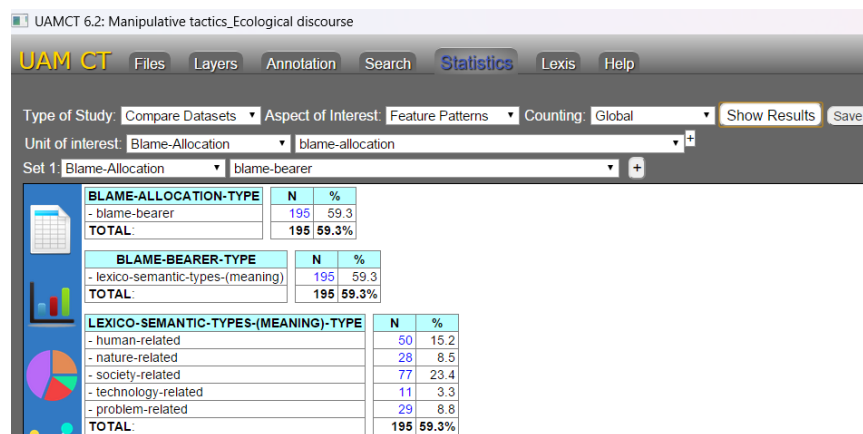 UAMCT 6.2: Manipulative tactics_Ecological discourse
UAM CT Files Layers Annotation Search Statistics Lexis Help
Type of Study: Compare Datasets Aspect of Interest: Feature Patterns Counting: Global Show Results Save
Unit of interest: Blame-Allocation blame-allocation +
Set 1: Blame-Allocation blame-bearer +
BLAME-ALLOCATION-TYPE N %
- blame-bearer 195 59.3
TOTAL: 195 59.3%
BLAME-BEARER-TYPE N %
- lexico-semantic-types-(meaning) 195 59.3
TOTAL: 195 59.3%
LEXICO-SEMANTIC-TYPES-(MEANING)-TYPE N %
- human-related 50 15.2
- nature-related 28 8.5
- society-related 77 23.4
- technology-related 11 3.3
- problem-related 29 8.8
TOTAL: 195 59.3%